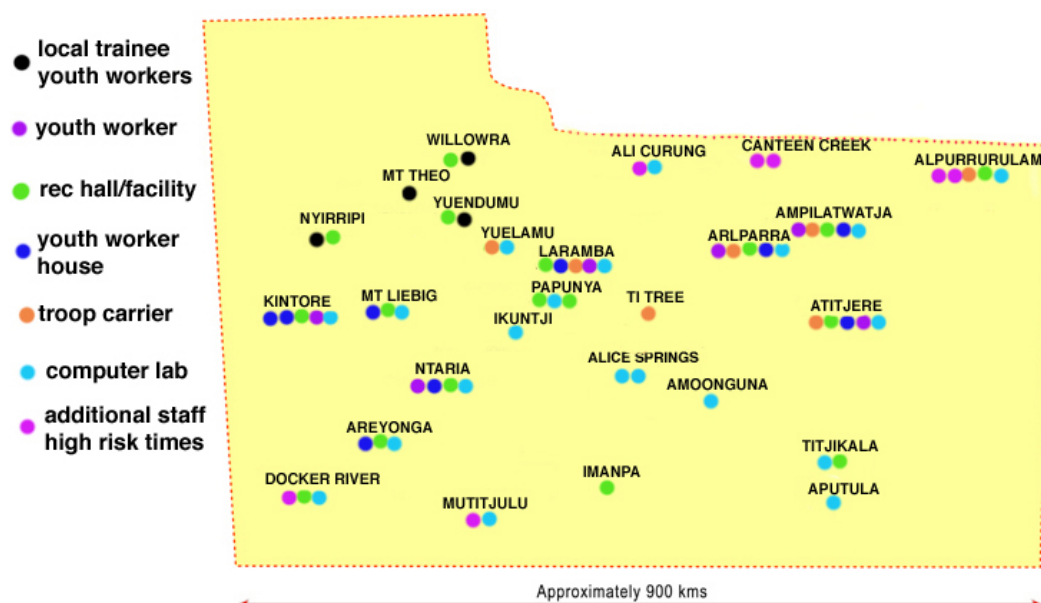 local trainee
youth workers
youth worker
rec hall/facility
youth worker
house
troop carrier
computer lab
additional staff
high risk times
WILLOWRA
MT THEO
YUENDUMU
NYIRRIPI
YUELAMU
LARAMBA
PAPUNYA
IKUNTJI
KINTORE
MT LIEBIG
NTARIA
AREYONGA
DOCKER RIVER
MUTITJULU
ALI CURUNG
CANTEEN CREEK
ALPURRURULAM
AMPILATWATJA
ARLPARRA
TI TREE
ATITJERE
ALICE SPRINGS
AMOONGUNA
IMANPA
TITJIKALA
APUTULA
Approximately 900 kms